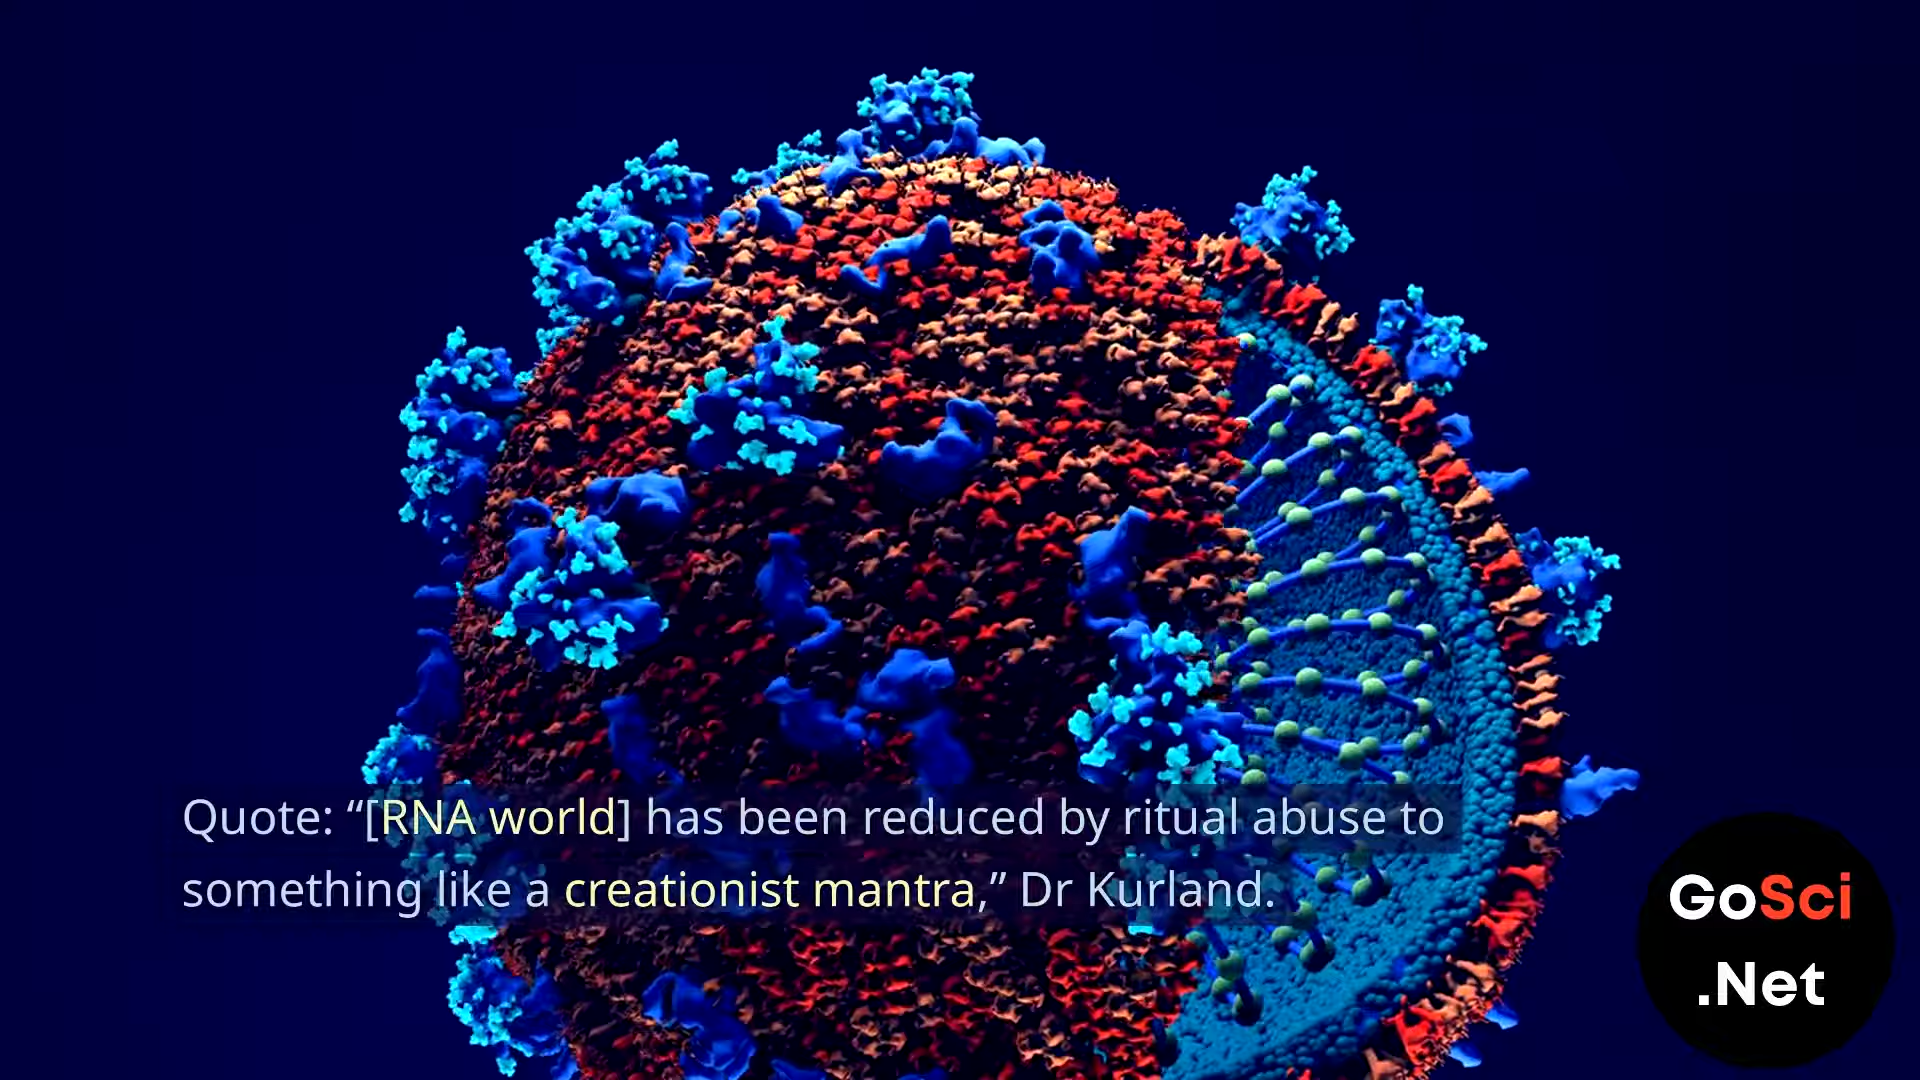 Quote: “[RNA world] has been reduced by ritual abuse to
something like a creationist mantra,” Dr Kurland.
GoSci
.Net